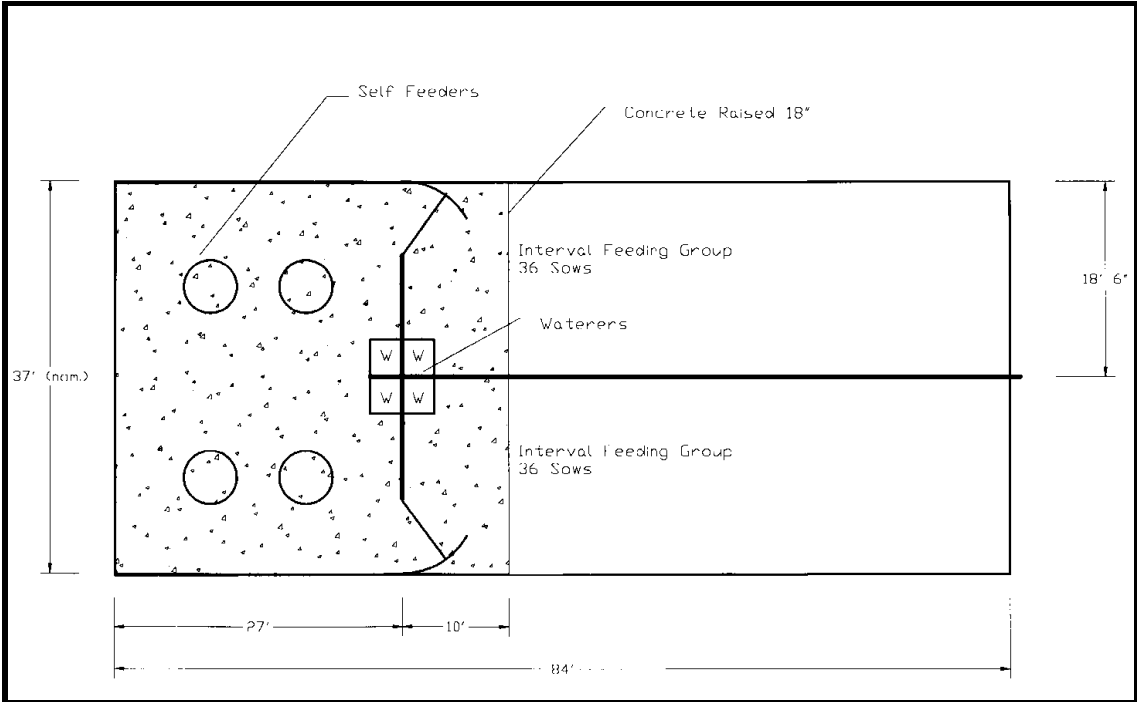 Self Feeders
Concrete Raised 18"
Interval Feeding Group
36 Sows
18' 6"
Waterers
W W
37' (nom.)
W W
Interval Feeding Group
36 Sows
27'
10'
84'